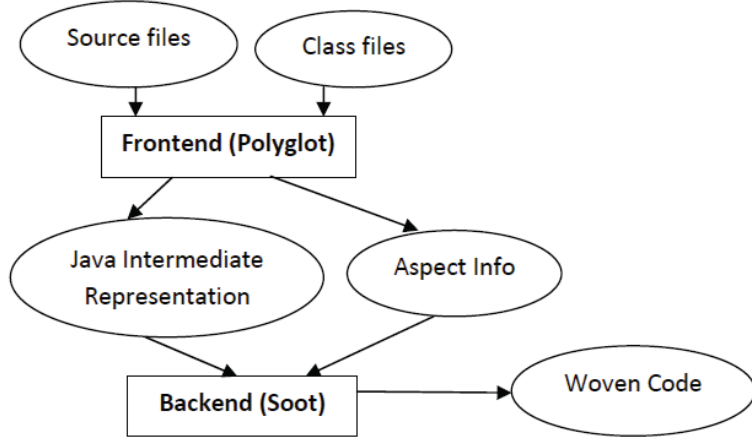 Source files
Class files
Frontend (Polyglot)
Java Intermediate
Representation
Aspect Info
Backend (Soot)
Woven Code